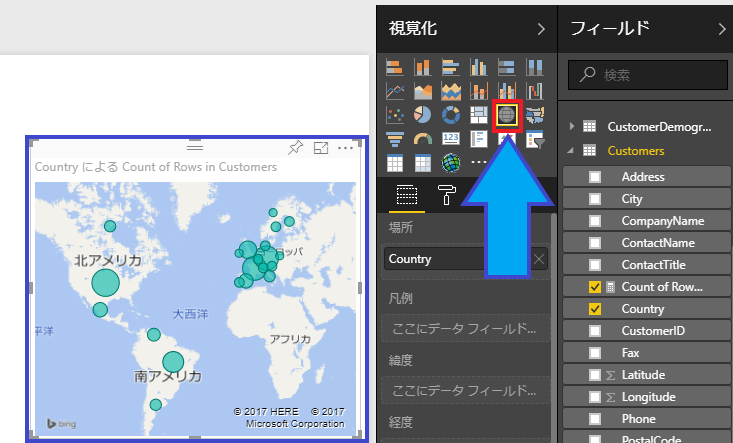 Country による Count of Rows in Customers
北アメリカ
ヨーロッパ
大西洋
平洋
アフリカ
南アメリカ
bing
© 2017 HERE © 2017
Microsoft Corporation
視覚化
123
場所
Country
凡例
ここにデータ フィールド...
緯度
ここにデータ フィールド...
経度
フィールド
検索
CustomerDemogr...
Customers
Address
City
CompanyName
ContactName
ContactTitle
Count of Row...
Country
CustomerID
Fax
Σ Latitude
Σ Longitude
Phone
PostalCode